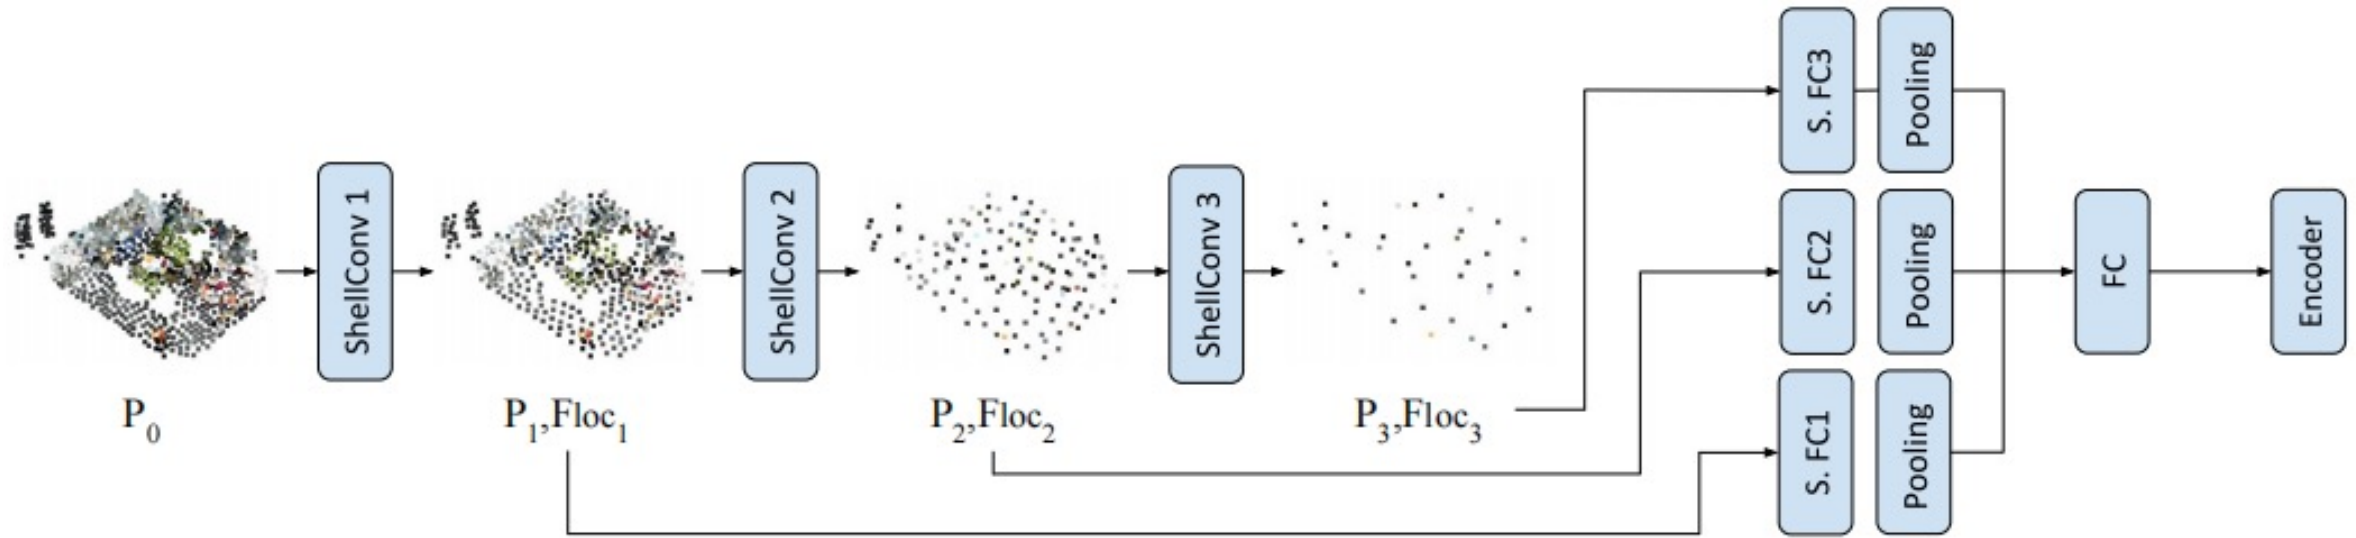 ShellConv 1
ShellConv 2
ShellConv 3
P0
P1,Floc1
P2,Floc2
P3,Floc3
S. FC3
Pooling
S. FC2
Pooling
S. FC1
Pooling
FC
Encoder